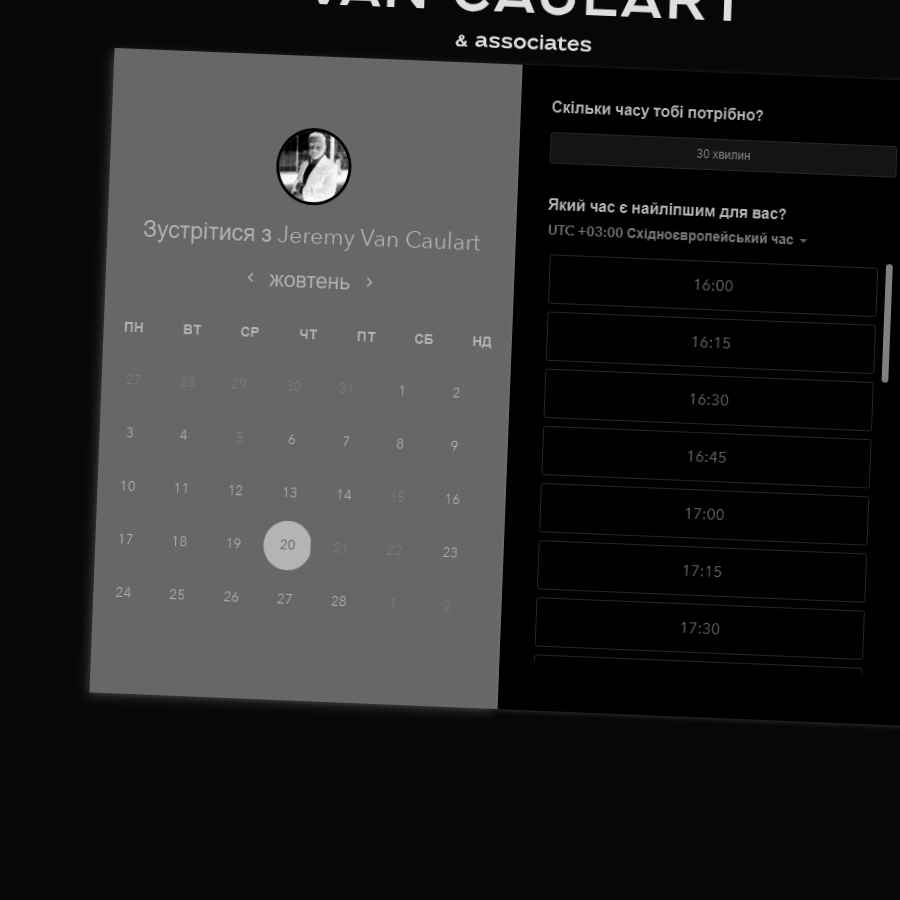 VAN CAULART
& associates
Зустрітися з Jeremy Van Caulart
жовтень
ПН ВТ СР ЧТ ПТ СБ НД
27 28 29 30 31 1 2
3 4 5 6 7 8 9
10 11 12 13 14 15 16
17 18 19 20 21 22 23
24 25 26 27 28 1 2
Скільки часу тобі потрібно?
30 хвилин
Який час є найліпшим для вас?
UTC +03:00 Східноєвропейський час
16:00
16:15
16:30
16:45
17:00
17:15
17:30